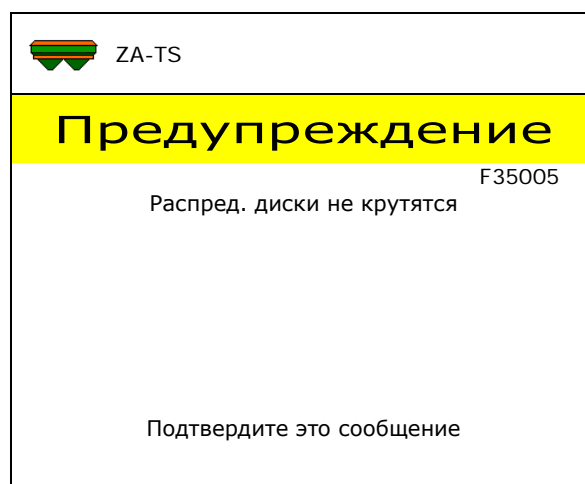 ZA-TS
Предупреждение
F35005
Распред. диски не крутятся
Подтвердите это сообщение